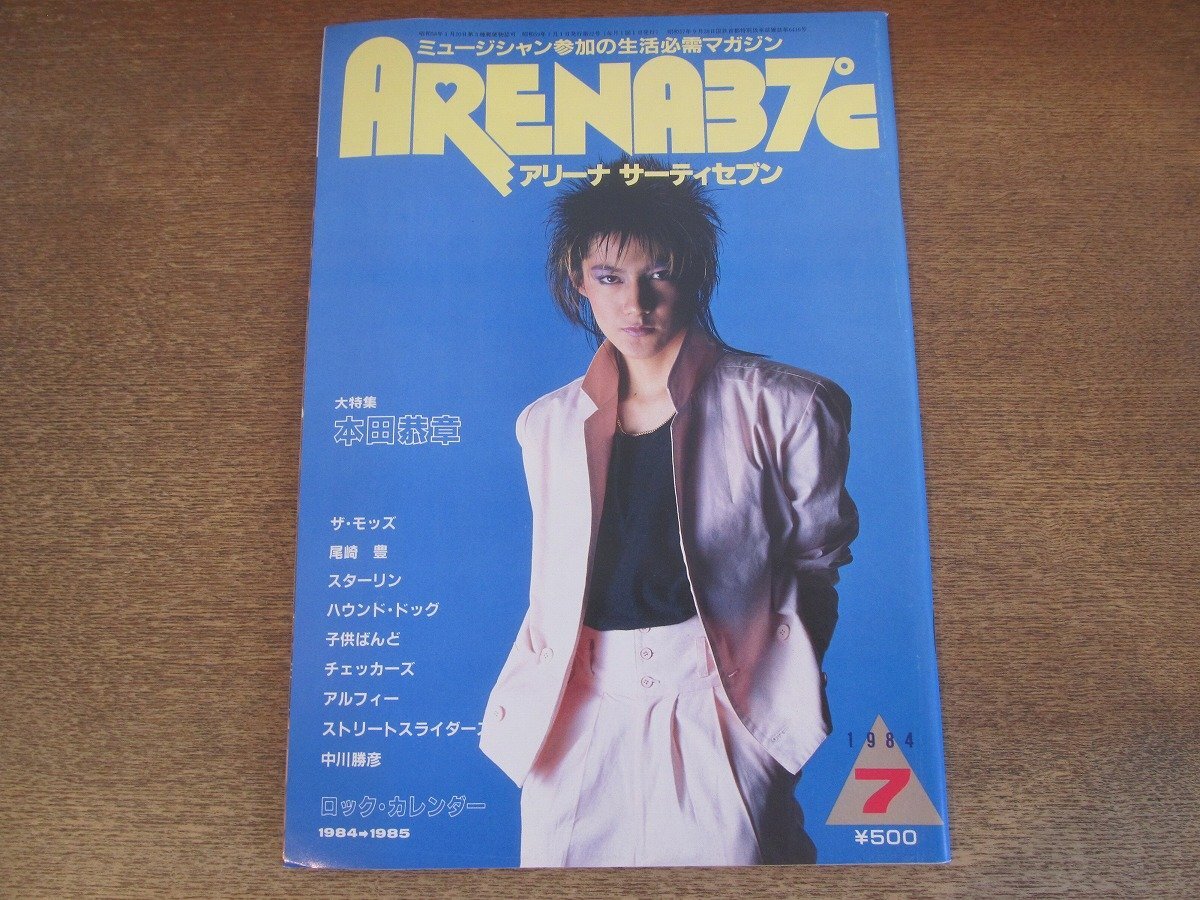 ミュージシャン参加の生活必需マガジン
ARENA37℃
アリーナ サーティセブン
大特集
本田恭章
ザ・モッズ
尾崎 豊
スターリン
ハウンド・ドッグ
子供ばんど
チェッカーズ
アルフィー
ストリートスライダーズ
中川勝彦
ロック・カレンダー
1984→1985
1984
7
¥500